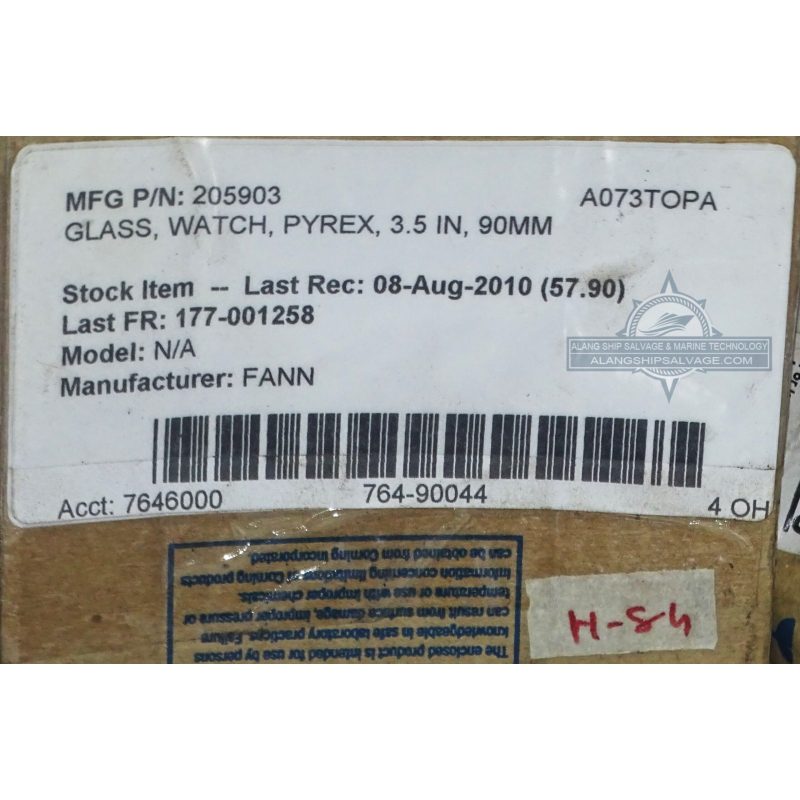 MFG P/N: 205903
A073TOPA
GLASS, WATCH, PYREX, 3.5 IN, 90MM
Stock Item -- Last Rec: 08-Aug-2010 (57.90)
Last FR: 177-001258
Model: N/A
Manufacturer: FANN
ALANG SHIP SALVAGE & MARINE TECHNOLOGY
ALANGSHIPSALVAGE.COM
Acct: 7646000
764-90044
4 OH
The enclosed product is intended for use by persons
knowledgeable in safe laboratory practices. Failure
can result from surface damage, improper pressure or
temperature or use with improper chemicals.
Information concerning limitations of Corning products
can be obtained from Corning Incorporated
H-84